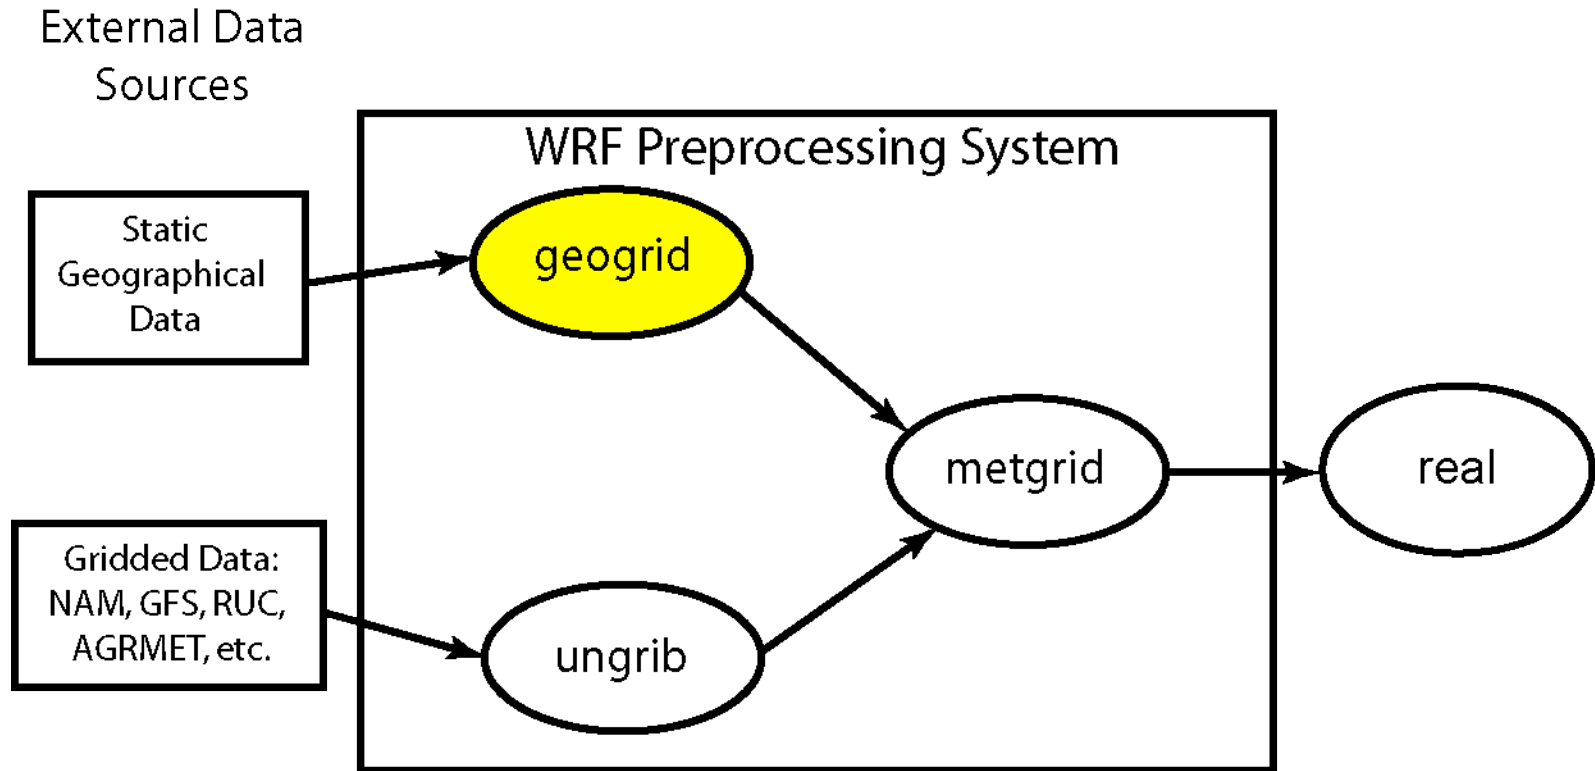 External Data
Sources
WRF Preprocessing System
Static
Geographical
Data
geogrid
metgrid
real
Gridded Data:
NAM, GFS, RUC,
AGRMET, etc.
ungrib